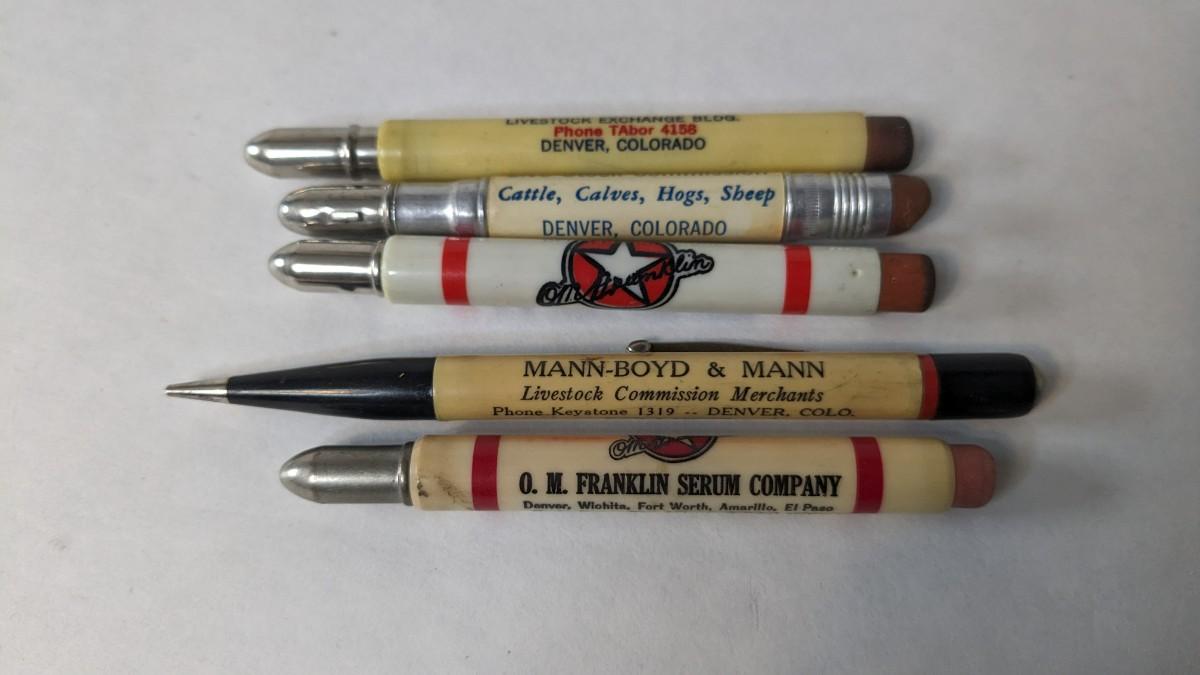 LIVESTOCK EXCHANGE BLDG.
Phone TAbor 4158
DENVER, COLORADO
Cattle, Calves, Hogs, Sheep
DENVER, COLORADO
O.M. Franklin
MANN-BOYD & MANN
Livestock Commission Merchants
Phone Keystone 1319 -- DENVER, COLO.
O. M. FRANKLIN SERUM COMPANY
Denver, Wichita, Fort Worth, Amarillo, El Paso